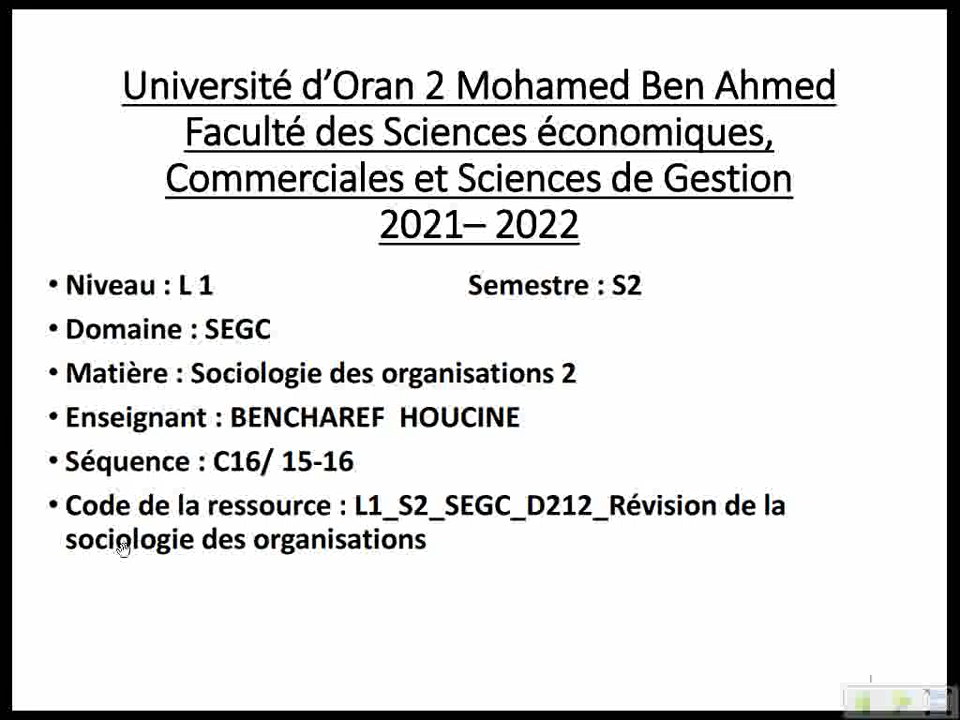 Université d’Oran 2 Mohamed Ben Ahmed
Faculté des Sciences économiques,
Commerciales et Sciences de Gestion
2021– 2022
• Niveau : L 1 Semestre : S2
• Domaine : SEGC
• Matière : Sociologie des organisations 2
• Enseignant : BENCHAREF HOUCINE
• Séquence : C16/ 15-16
• Code de la ressource : L1_S2_SEGC_D212_Révision de la
sociologie des organisations